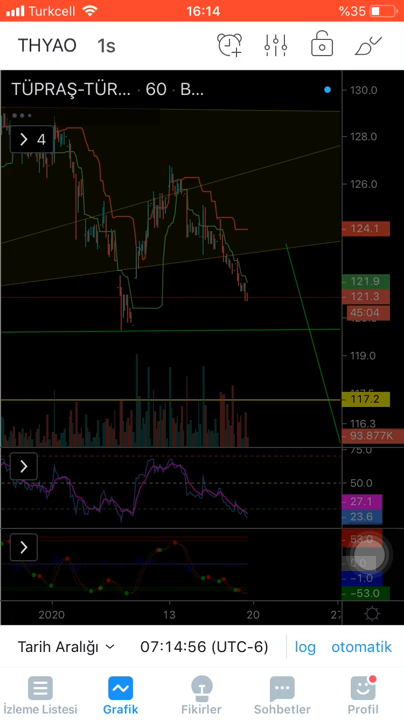 Turkcell 16:14 %35
THYAO 1s
TÜPRAŞ-TÜR... · 60 · B...
4
130.0
128.0
126.0
124.1
121.9
121.3
45:04
119.0
117.2
116.3
93.877K
75.0
50.0
27.1
23.6
53.0
-1.0
-53.0
2020 13 20 27
Tarih Aralığı 07:14:56 (UTC-6) log otomatik
İzleme Listesi Grafik Fikirler Sohbetler Profil